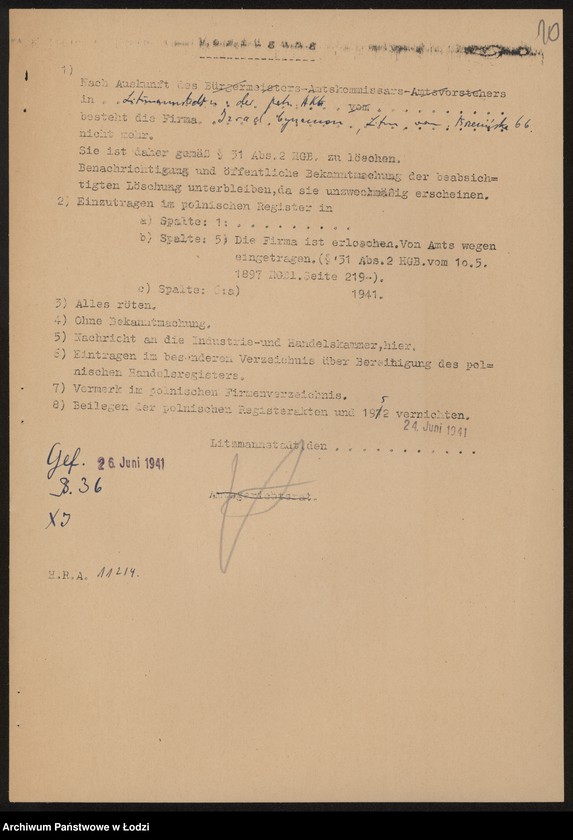 10
Verfügung
1)
Nach Auskunft des Bürgermeisters-Amtskommissars-Amtsvorstehers
in . . Litzmannstadt . . . . . vom . . . . . . . . .
besteht die Firma. . . . . . 66
nicht mehr.
Sie ist daher gemäß § 31 Abs.2 HGB. zu löschen.
Benachrichtigung und öffentliche Bekanntmachung der beabsich=
tigten Löschung unterbleiben,da sie unzweckmäßig erscheinen.
2) Einzutragen im polnischen Register in
a) Spalte: 1: . . . . . . . . .
b) Spalte: 5) Die Firma ist erloschen.Von Amts wegen
eingetragen.(§ 31 Abs.2 HGB.vom 10.5.
1897 RGBl.Seite 219-).
c) Spalte: 6:a) 1941.
3) Alles röten.
4) Ohne Bekanntmachung.
5) Nachricht an die Industrie-und Handelskammer,hier.
6) Eintragen im besonderen Verzeichnis über Bereinigung des pol=
nischen Handelsregisters.
7) Vermerk im polnischen Firmenverzeichnis.
8) Beilegen der polnischen Registerakten und 1952 vernichten.
24. Juni 1941
Litzmannstadt,den . . . . . . . . . . .
Gef. 26. Juni 1941
Amtsgerichtsrat.
H.R.A. 11214.
Archiwum Państwowe w Łodzi